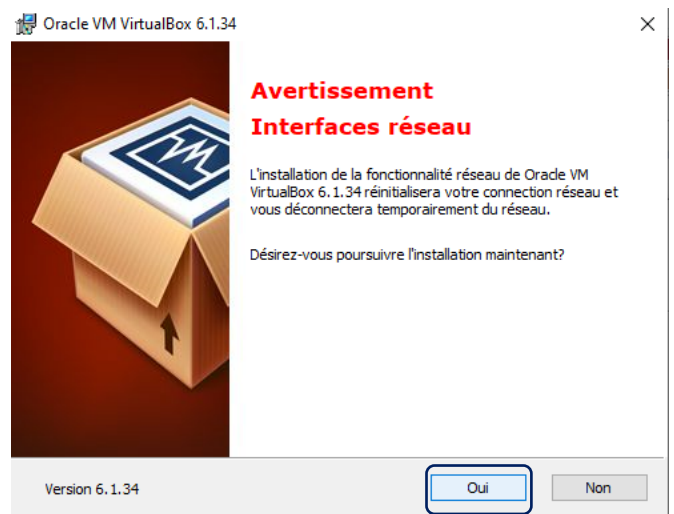 Oracle VM VirtualBox 6.1.34
Avertissement
Interfaces réseau
L'installation de la fonctionnalité réseau de Oracle VM
VirtualBox 6.1.34 réinitialisera votre connection réseau et
vous déconnectera temporairement du réseau.
Désirez-vous poursuivre l'installation maintenant?
Version 6.1.34
Oui
Non